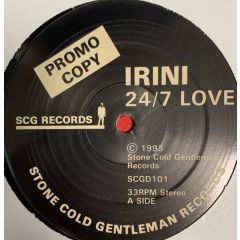 PROMO
COPY
IRINI
24/7 LOVE
SCG RECORDS
© 1993
Stone Cold Gentleman
Records
SCGD101
33RPM Stereo
A SIDE
STONE COLD GENTLEMAN RECORDS